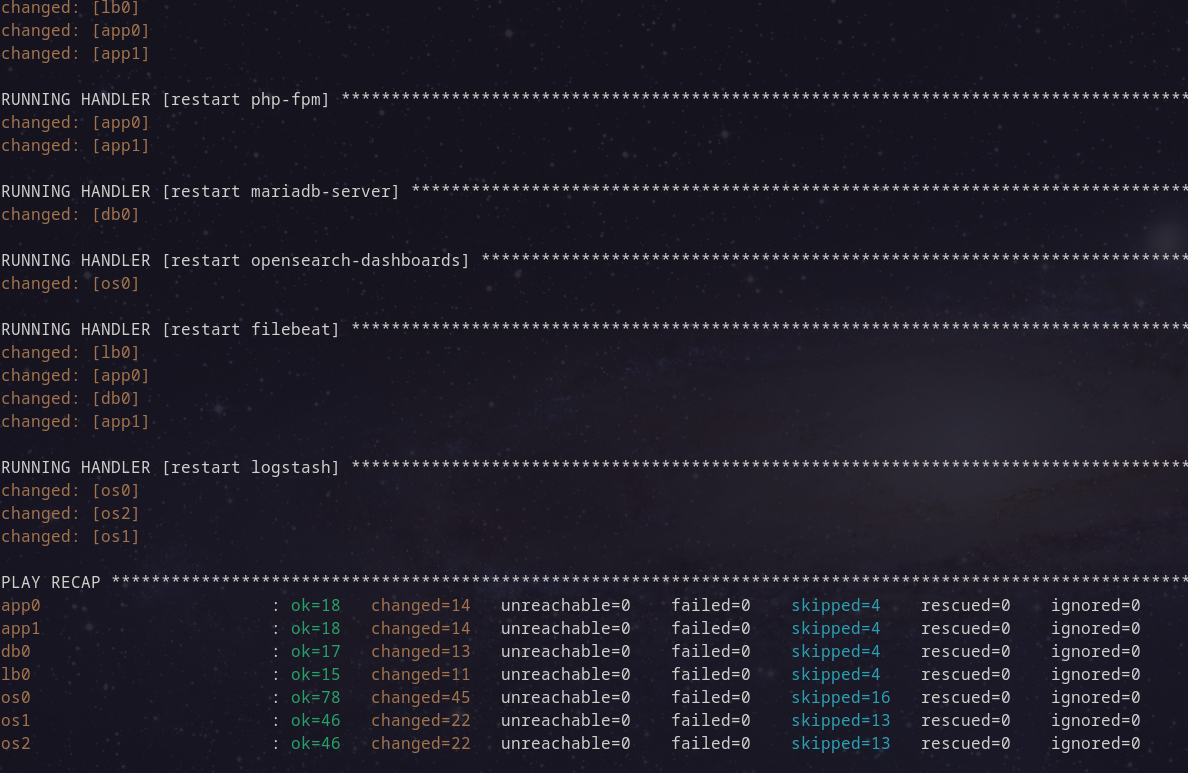 changed: [lb0]
changed: [app0]
changed: [app1]
RUNNING HANDLER [restart php-fpm] *************************************************************************************
changed: [app0]
changed: [app1]
RUNNING HANDLER [restart mariadb-server] ******************************************************************************
changed: [db0]
RUNNING HANDLER [restart opensearch-dashboards] ***********************************************************************
changed: [os0]
RUNNING HANDLER [restart filebeat] ************************************************************************************
changed: [lb0]
changed: [app0]
changed: [db0]
changed: [app1]
RUNNING HANDLER [restart logstash] ************************************************************************************
changed: [os0]
changed: [os2]
changed: [os1]
PLAY RECAP ************************************************************************************************************
app0                       : ok=18   changed=14   unreachable=0    failed=0    skipped=4    rescued=0    ignored=0
app1                       : ok=18   changed=14   unreachable=0    failed=0    skipped=4    rescued=0    ignored=0
db0                        : ok=17   changed=13   unreachable=0    failed=0    skipped=4    rescued=0    ignored=0
lb0                        : ok=15   changed=11   unreachable=0    failed=0    skipped=4    rescued=0    ignored=0
os0                        : ok=78   changed=45   unreachable=0    failed=0    skipped=16   rescued=0    ignored=0
os1                        : ok=46   changed=22   unreachable=0    failed=0    skipped=13   rescued=0    ignored=0
os2                        : ok=46   changed=22   unreachable=0    failed=0    skipped=13   rescued=0    ignored=0